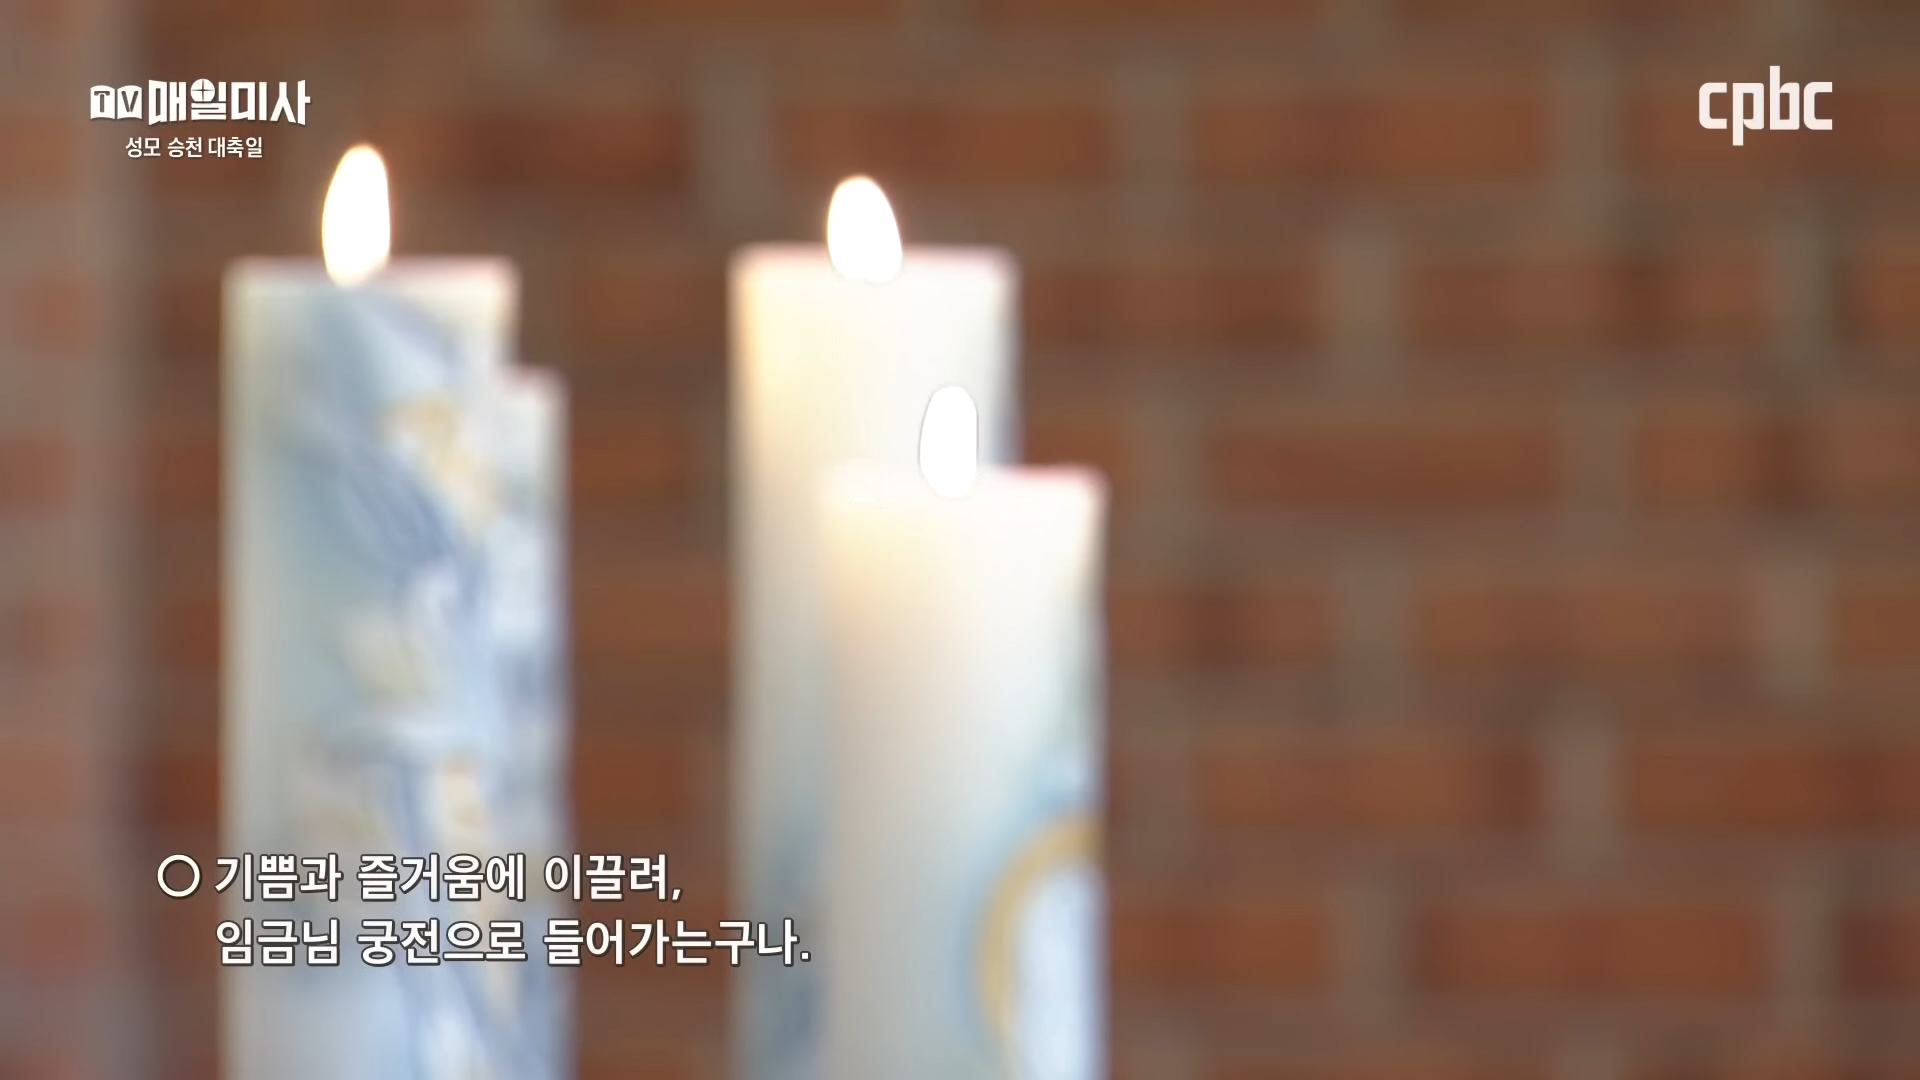 TV매일미사
성모 승천 대축일
cpbc
○ 기쁨과 즐거움에 이끌려,
임금님 궁전으로 들어가는구나.